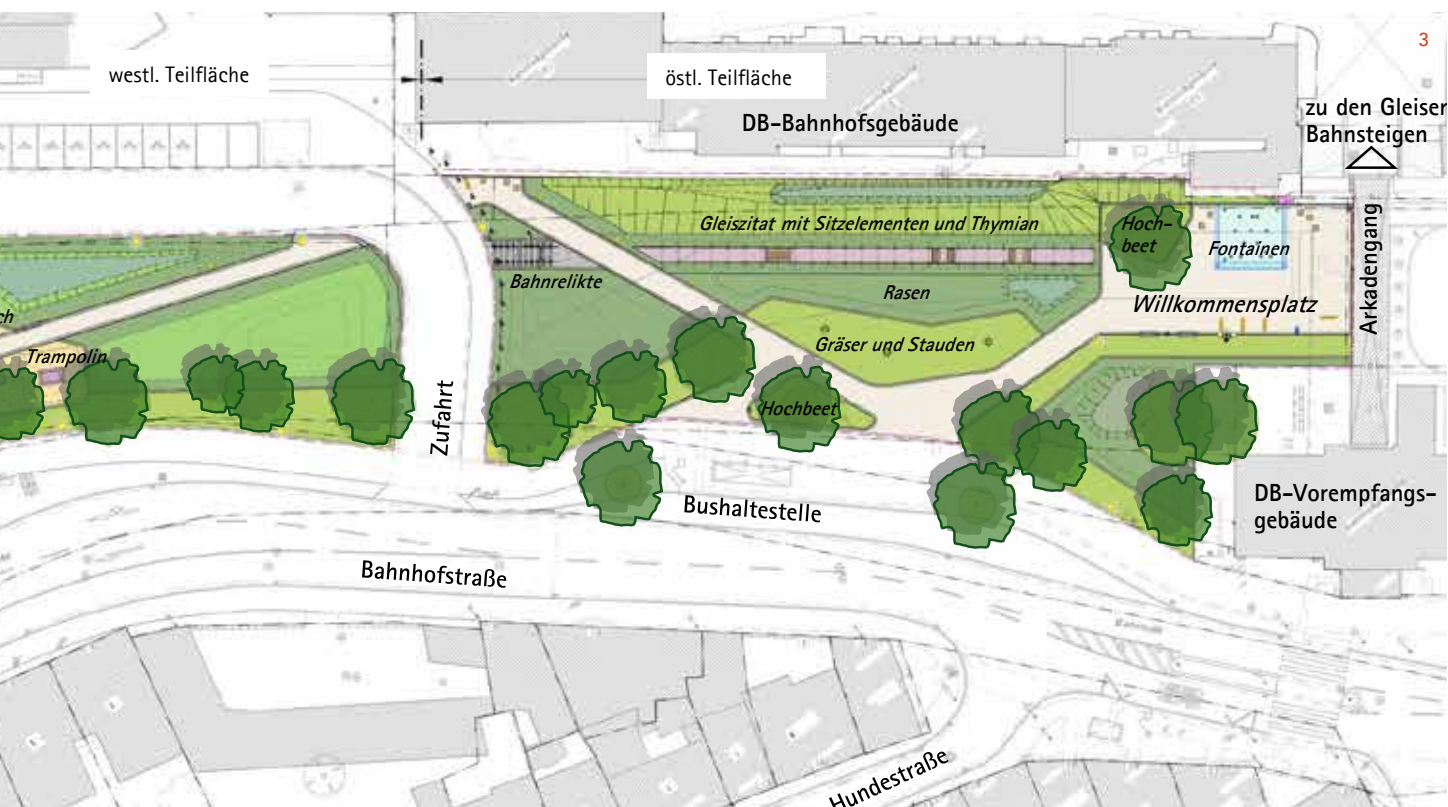 3
westl. Teilfläche
östl. Teilfläche
zu den Gleisen
Bahnsteigen
DB-Bahnhofsgebäude
Gleiszitat mit Sitzelementen und Thymian
Hoch-
beet
Fontainen
Arkadengang
Bahnrelikte
Rasen
Willkommensplatz
ch
Trampolin
Gräser und Stauden
Hochbeet
Zufahrt
Bushaltestelle
DB-Vorempfangs-
gebäude
Bahnhofstraße
Hundestraße